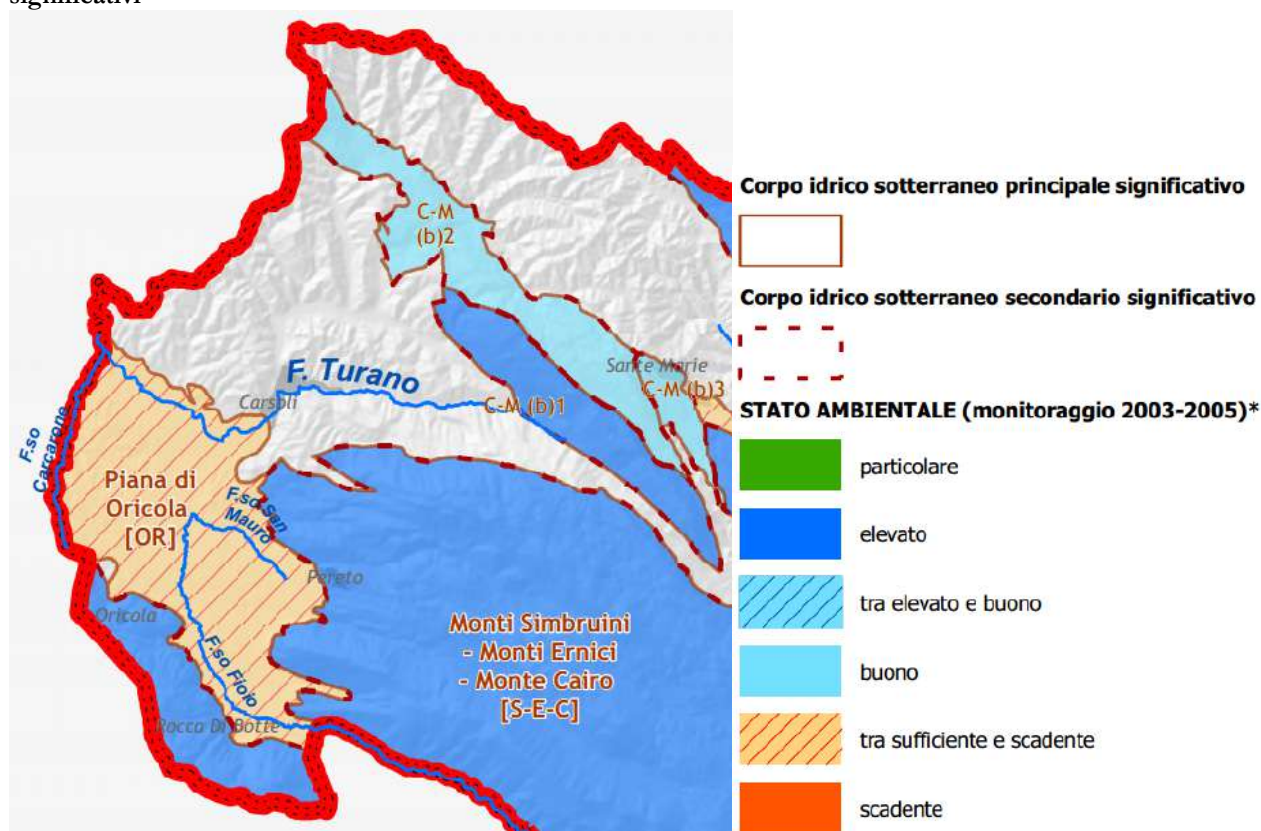 significativi
C-M
(b)2
Sante Marie
C-M (b)3
F. Turano
C-M (b)1
Carsoli
F.so
Carcarone
Piana di
Oricola
[OR]
F.so San
Mauro
Pereto
Oricola
F.so Fioio
Rocca Di Botte
Monti Simbruini
- Monti Ernici
- Monte Cairo
[S-E-C]
Corpo idrico sotterraneo principale significativo
Corpo idrico sotterraneo secondario significativo
STATO AMBIENTALE (monitoraggio 2003-2005)*
particolare
elevato
tra elevato e buono
buono
tra sufficiente e scadente
scadente